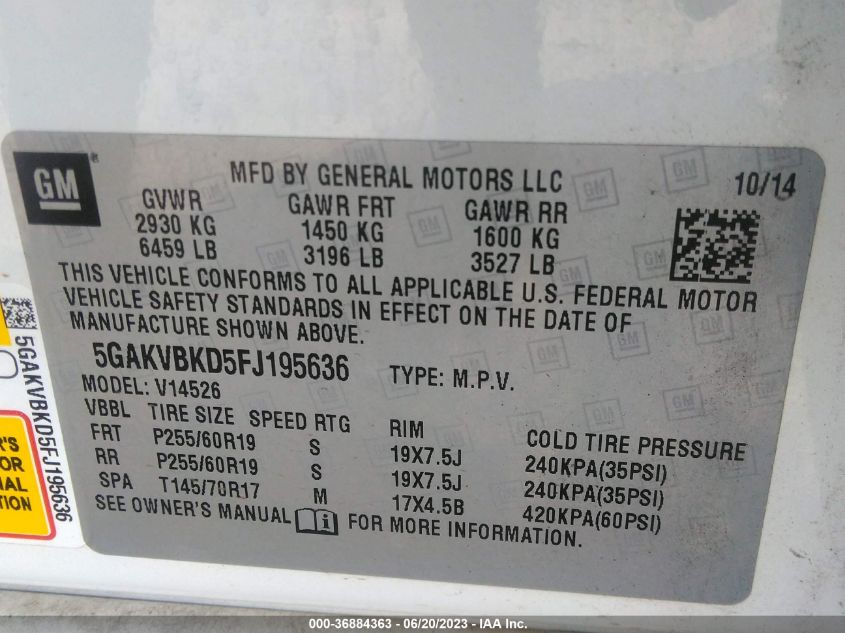 GM
MFD BY GENERAL MOTORS LLC 10/14
GVWR GAWR FRT GAWR RR
2930 KG 1450 KG 1600 KG
6459 LB 3196 LB 3527 LB
THIS VEHICLE CONFORMS TO ALL APPLICABLE U.S. FEDERAL MOTOR
VEHICLE SAFETY STANDARDS IN EFFECT ON THE DATE OF
MANUFACTURE SHOWN ABOVE.
5GAKVBKD5FJ195636 TYPE: M.P.V.
MODEL: V14526
VBBL TIRE SIZE SPEED RTG RIM COLD TIRE PRESSURE
FRT P255/60R19 S 19X7.5J 240KPA(35PSI)
RR P255/60R19 S 19X7.5J 240KPA(35PSI)
SPA T145/70R17 M 17X4.5B 420KPA(60PSI)
SEE OWNER'S MANUAL i FOR MORE INFORMATION.
5GAKVBKD5FJ195636
000-36884363 - 06/20/2023 - IAA Inc.